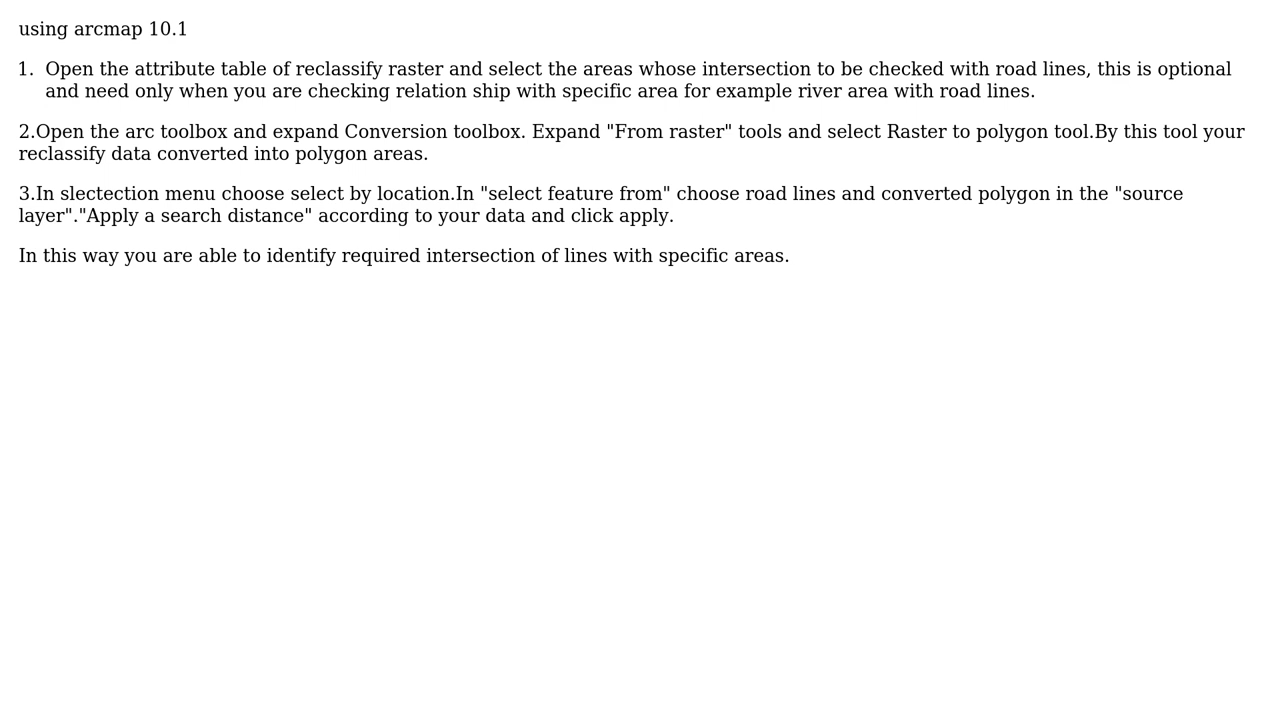 using arcmap 10.1
1. Open the attribute table of reclassify raster and select the areas whose intersection to be checked with road lines, this is optional
and need only when you are checking relation ship with specific area for example river area with road lines.
2.Open the arc toolbox and expand Conversion toolbox. Expand "From raster" tools and select Raster to polygon tool.By this tool your
reclassify data converted into polygon areas.
3.In slectection menu choose select by location.In "select feature from" choose road lines and converted polygon in the "source
layer"."Apply a search distance" according to your data and click apply.
In this way you are able to identify required intersection of lines with specific areas.